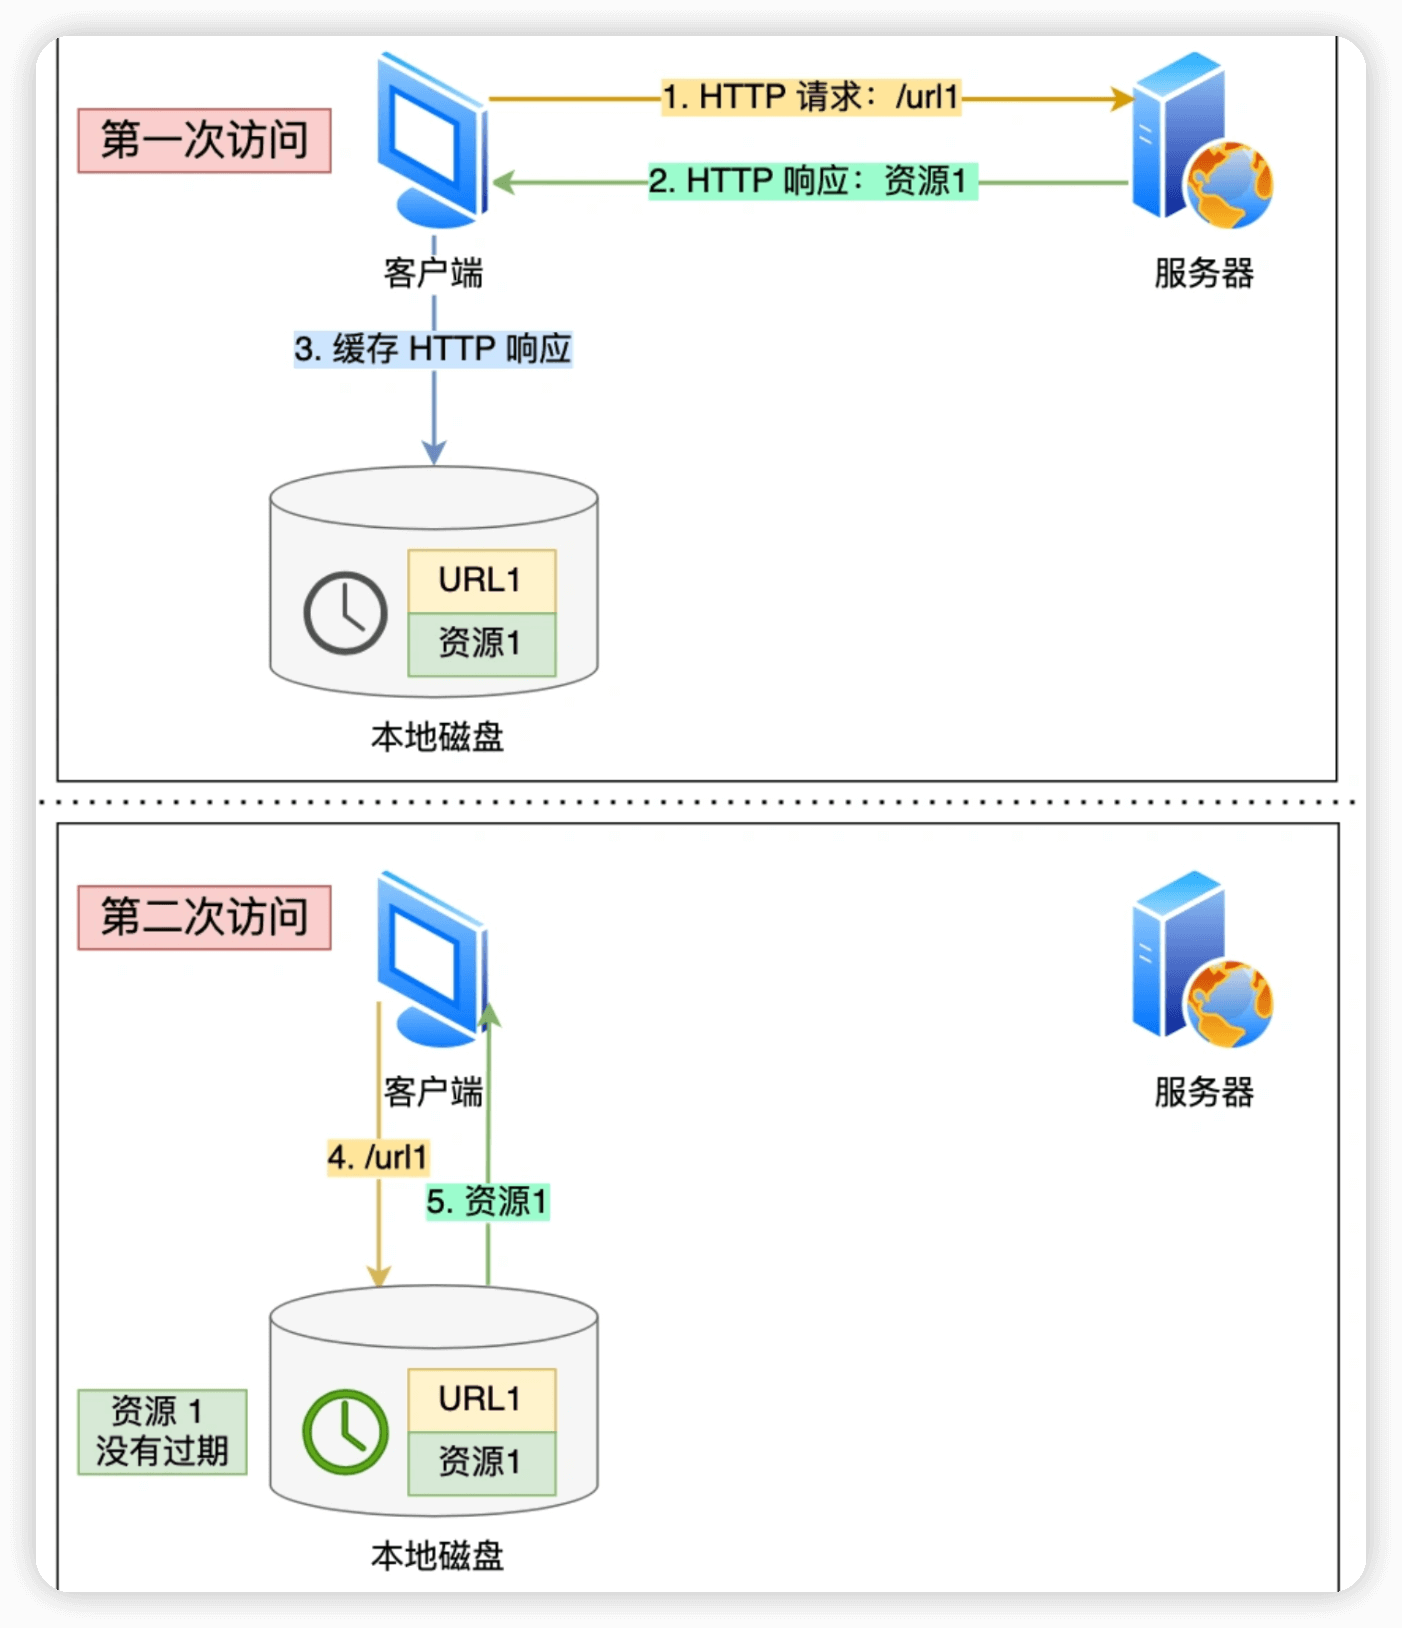 第一次访问
1. HTTP 请求：/url1
2. HTTP 响应：资源1
客户端
服务器
3. 缓存 HTTP 响应
URL1
资源1
本地磁盘
第二次访问
客户端
服务器
4. /url1
5. 资源1
资源 1
没有过期
URL1
资源1
本地磁盘